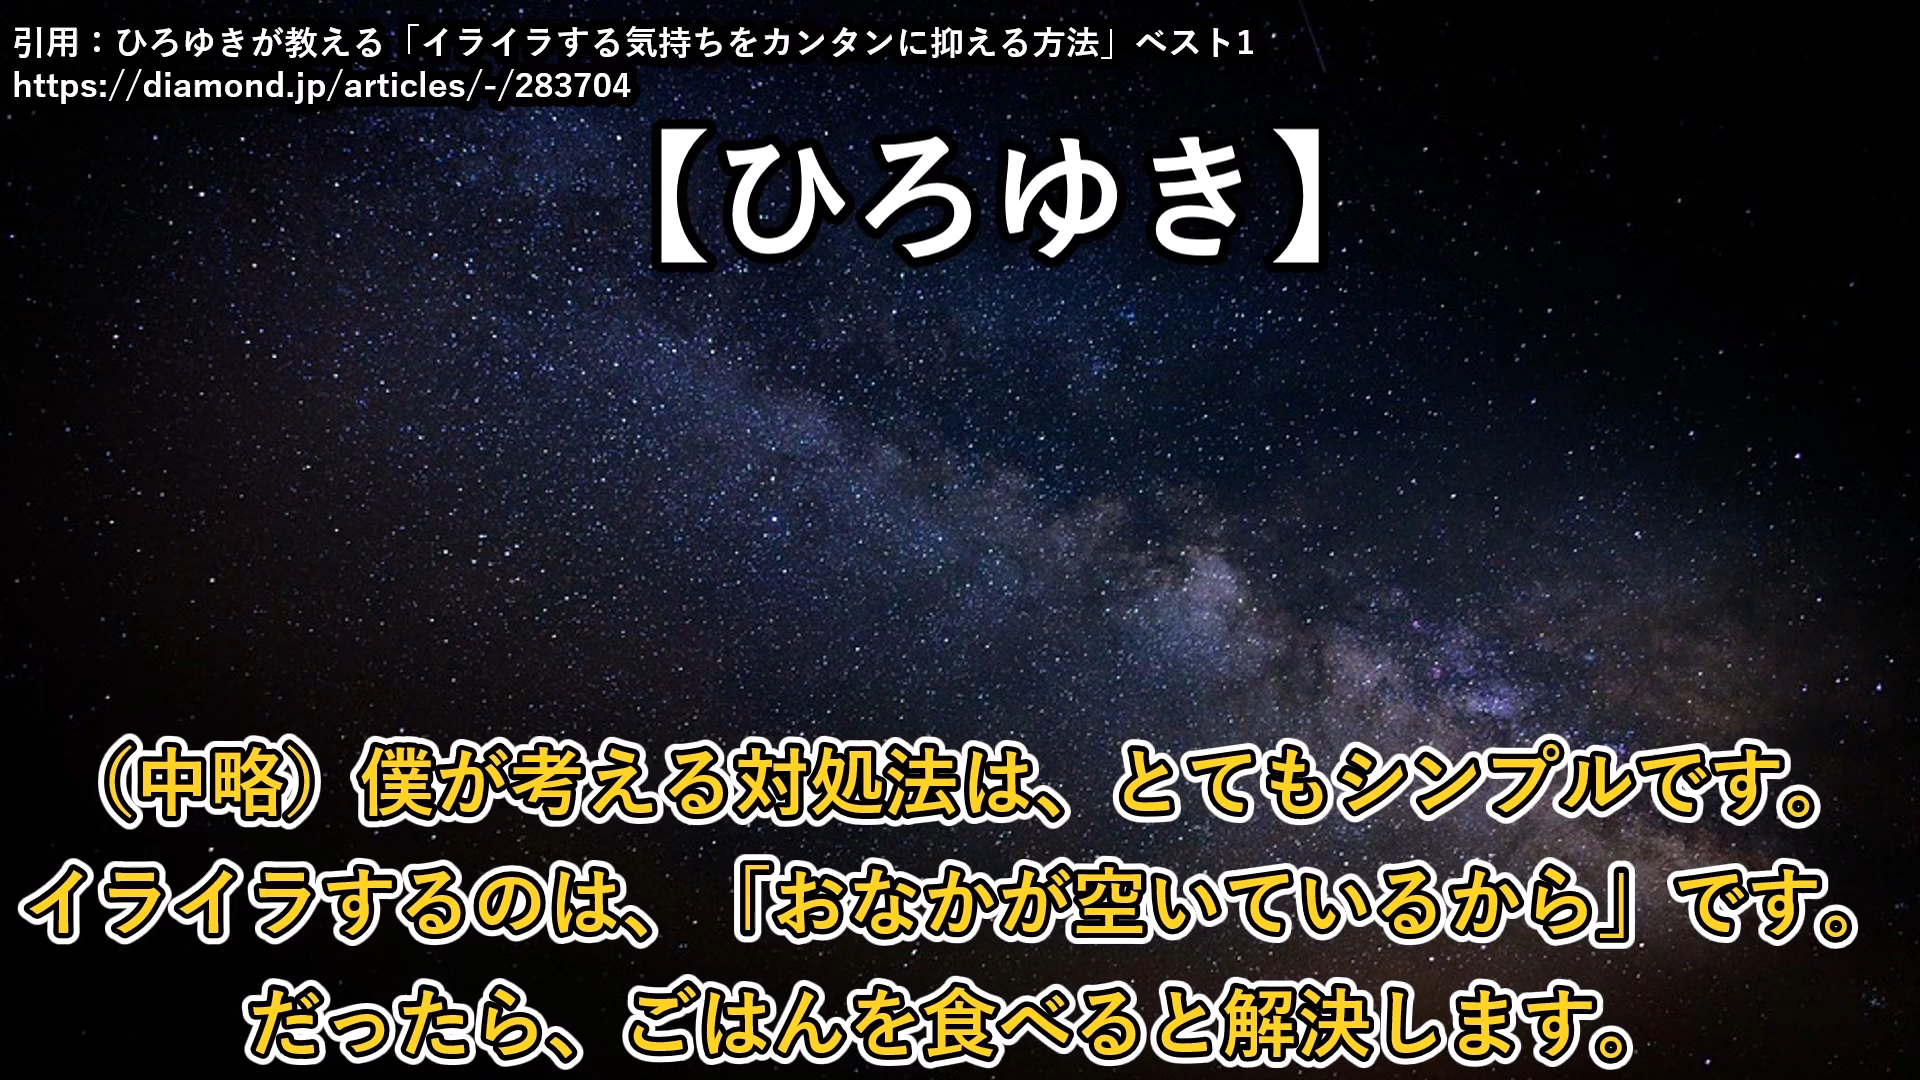 引用：ひろゆきが教える「イライラする気持ちをカンタンに抑える方法」ベスト1
https://diamond.jp/articles/-/283704
【ひろゆき】
（中略）僕が考える対処法は、とてもシンプルです。
イライラするのは、「おなかが空いているから」です。
だったら、ごはんを食べると解決します。